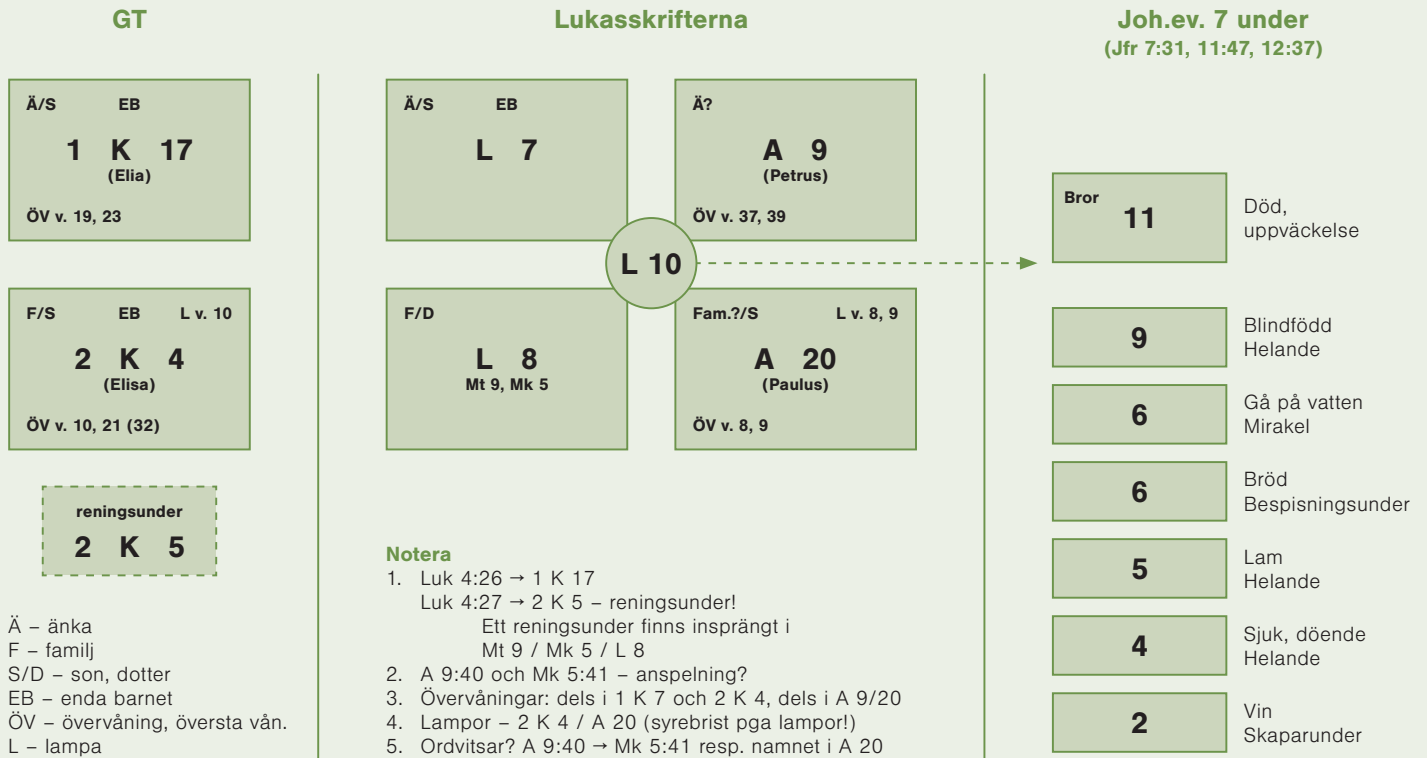 GT
Ä/S EB
1 K 17
(Elia)
ÖV v. 19, 23
F/S EB L v. 10
2 K 4
(Elisa)
ÖV v. 10, 21 (32)
reningsunder
2 K 5
Ä – änka
F – familj
S/D – son, dotter
EB – enda barnet
ÖV – övervåning, översta vån.
L – lampa
Lukasskrifterna
Ä/S EB
L 7
Ä?
A 9
(Petrus)
ÖV v. 37, 39
L 10
F/D
L 8
Mt 9, Mk 5
Fam.?/S L v. 8, 9
A 20
(Paulus)
ÖV v. 8, 9
Notera
1. Luk 4:26 → 1 K 17
Luk 4:27 → 2 K 5 – reningsunder!
Ett reningsunder finns insprängt i
Mt 9 / Mk 5 / L 8
2. A 9:40 och Mk 5:41 – anspelning?
3. Övervåningar: dels i 1 K 7 och 2 K 4, dels i A 9/20
4. Lampor – 2 K 4 / A 20 (syrebrist pga lampor!)
5. Ordvitsar? A 9:40 → Mk 5:41 resp. namnet i A 20
Joh.ev. 7 under
(Jfr 7:31, 11:47, 12:37)
Bror
11
Död,
uppväckelse
9
Blindfödd
Helande
6
Gå på vatten
Mirakel
6
Bröd
Bespisningsunder
5
Lam
Helande
4
Sjuk, döende
Helande
2
Vin
Skaparunder